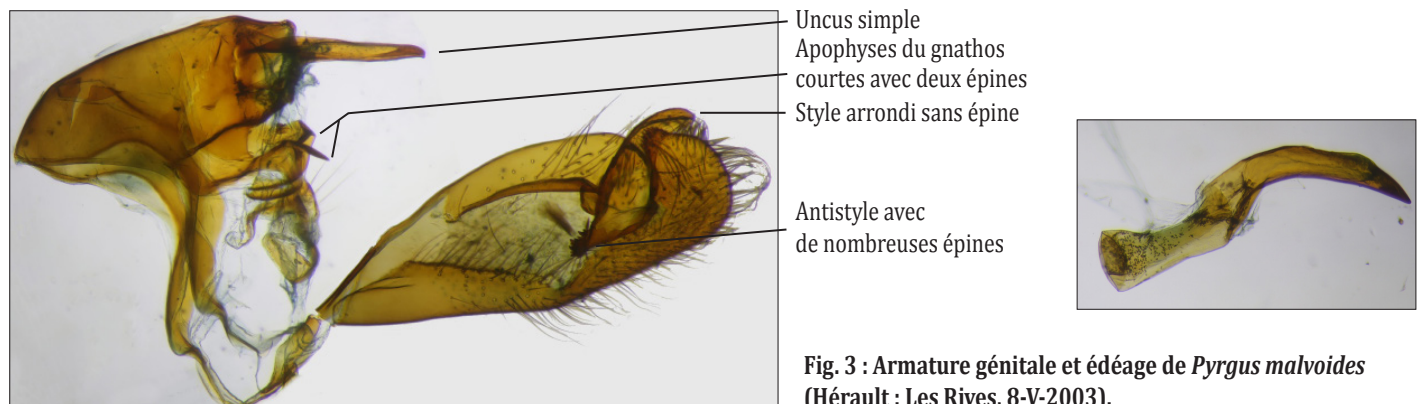 Uncus simple
Apophyses du gnathos
courtes avec deux épines
Style arrondi sans épine
Antistyle avec
de nombreuses épines
Fig. 3 : Armature génitale et édéage de Pyrgus malvoides
(Hérault : Les Rives, 8-V-2003).